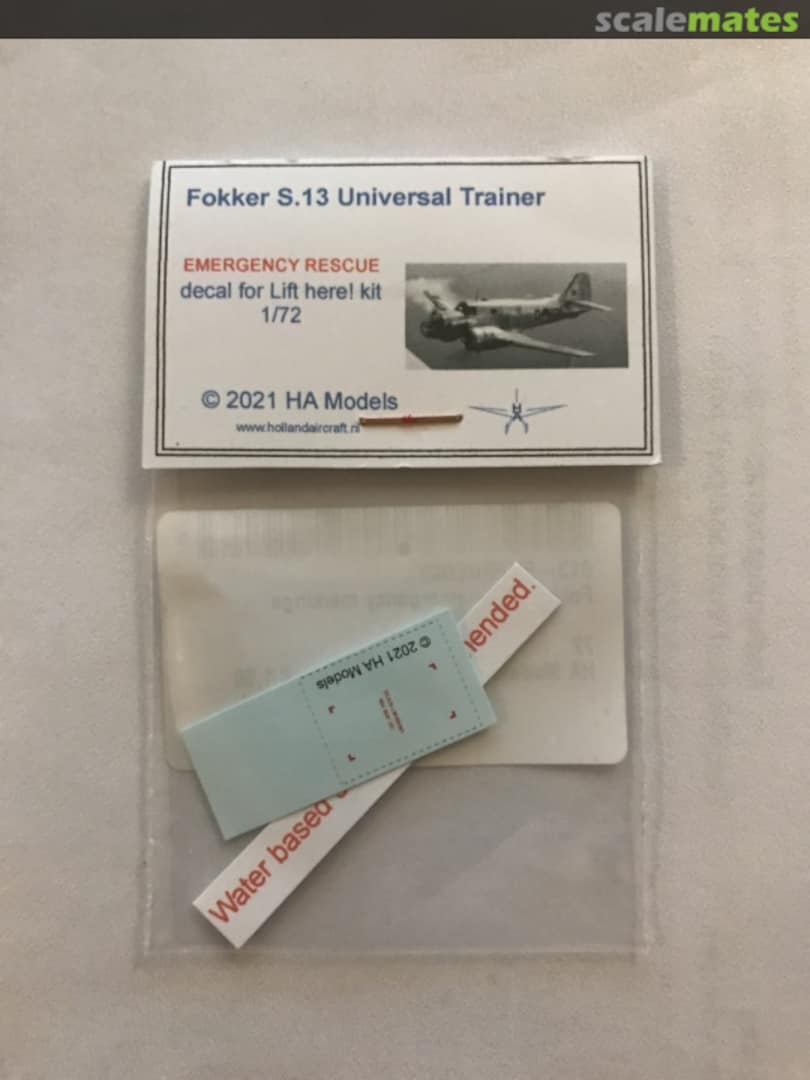 scalemates
Fokker S.13 Universal Trainer
EMERGENCY RESCUE
decal for Lift here! kit
1/72
© 2021 HA Models
www.hollandaircraft.nl
© 2021 HA Models
Water based
ended.